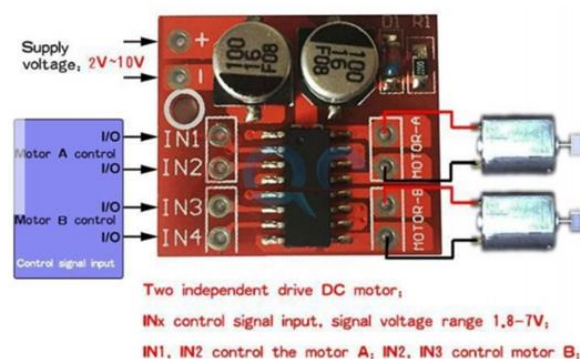 Supply
voltage: 2V~10V
+
-
100
16
F08
100
16
F08
D1
R1
I/O
Motor A control
I/O
I/O
Motor B control
I/O
Control signal input
IN1
IN2
IN3
IN4
MOTOR-A
MOTOR-B
Two independent drive DC motor;
INx control signal input, signal voltage range 1.8-7V;
IN1, IN2 control the motor A; IN2, IN3 control motor B;